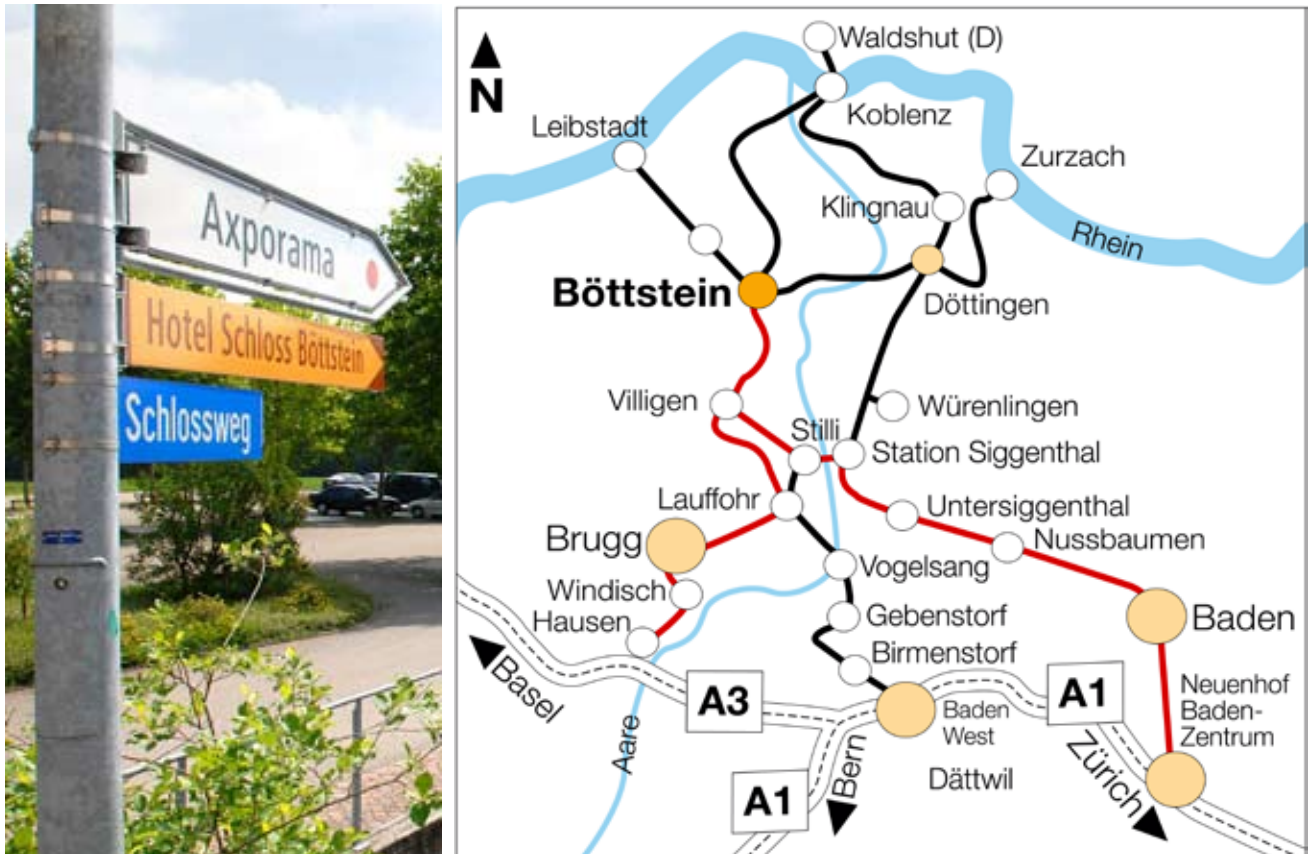 Axporama
Hotel Schloss Böttstein
Schlossweg
N
Waldshut (D)
Koblenz
Leibstadt
Zurzach
Klingnau
Rhein
Böttstein
Döttingen
Villigen
Würenlingen
Stilli
Station Siggenthal
Lauffohr
Untersiggenthal
Brugg
Nussbaumen
Vogelsang
Windisch
Hausen
Gebenstorf
Baden
Birmenstorf
Basel
A3
A1
Neuenhof
Baden-
Zentrum
Baden
West
Aare
Bern
Zürich
Dättwil
A1